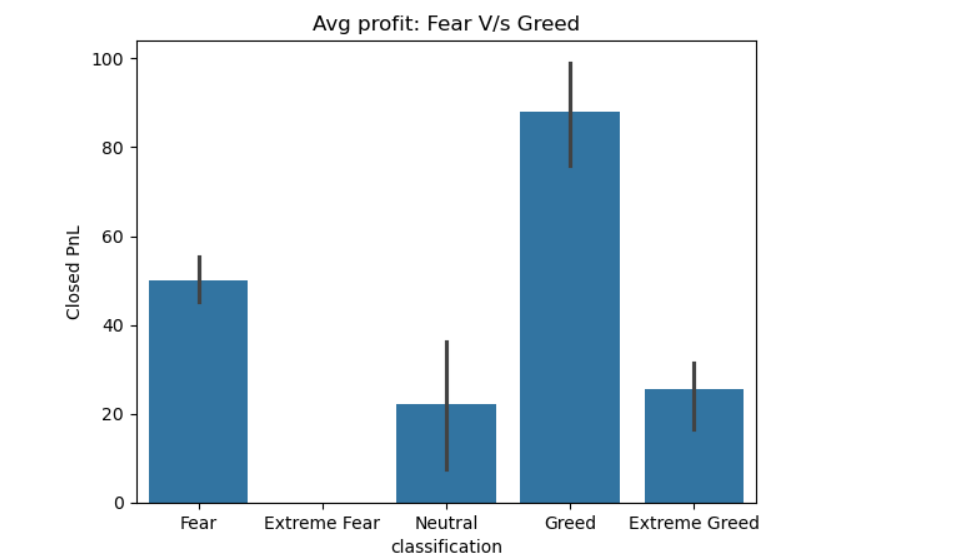 Avg profit: Fear V/s Greed
100
80
60
40
20
0
Closed PnL
Fear Extreme Fear Neutral Greed Extreme Greed
classification